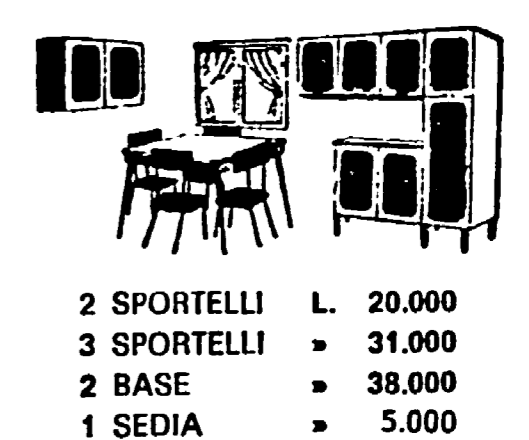 2 SPORTELLI L. 20.000
3 SPORTELLI » 31.000
2 BASE » 38.000
1 SEDIA » 5.000